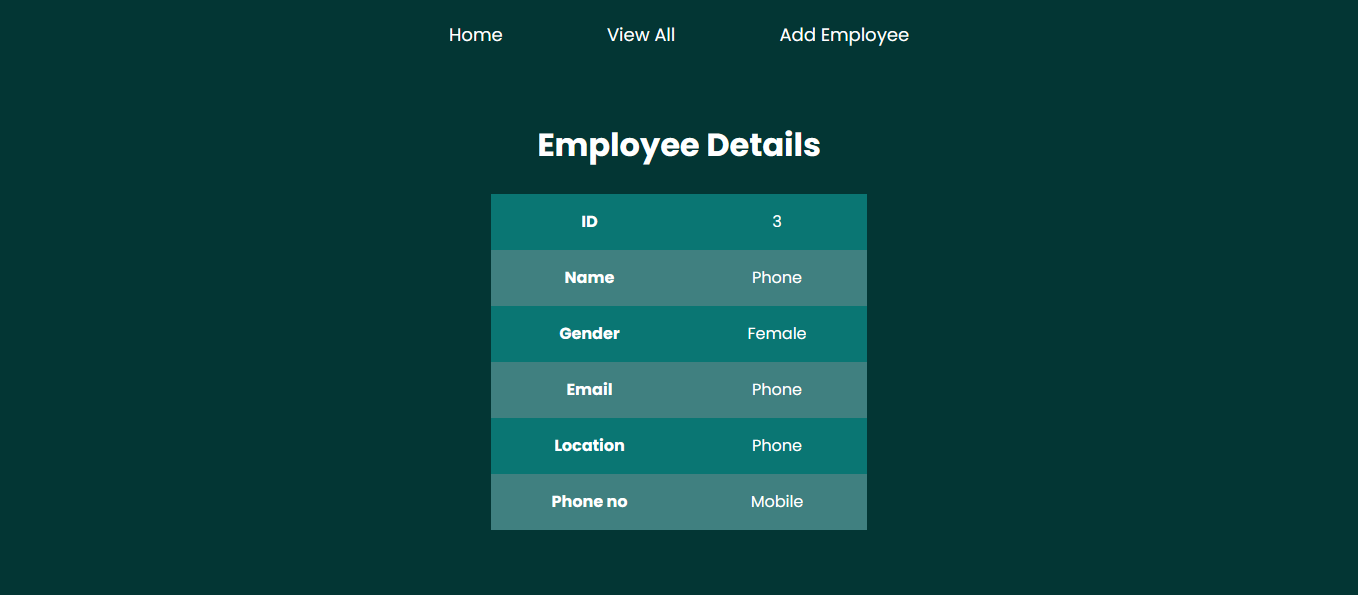 Home View All Add Employee
Employee Details
ID 3
Name Phone
Gender Female
Email Phone
Location Phone
Phone no Mobile